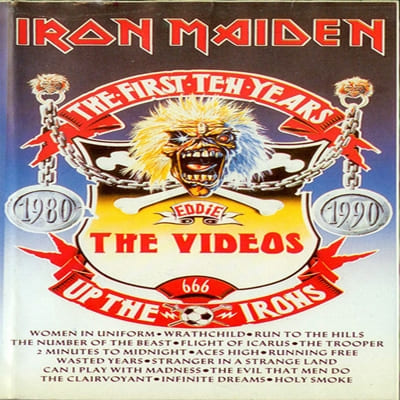 IRON MAIDEN
THE·FIRST·TEN·YEARS
1980
1990
EDDIE
THE VIDEOS
666
UP THE IRONS
WOMEN IN UNIFORM·WRATHCHILD·RUN TO THE HILLS
THE NUMBER OF THE BEAST·FLIGHT OF ICARUS·THE TROOPER
2 MINUTES TO MIDNIGHT·ACES HIGH·RUNNING FREE
WASTED YEARS·STRANGER IN A STRANGE LAND
CAN I PLAY WITH MADNESS·THE EVIL THAT MEN DO
THE CLAIRVOYANT·INFINITE DREAMS·HOLY SMOKE